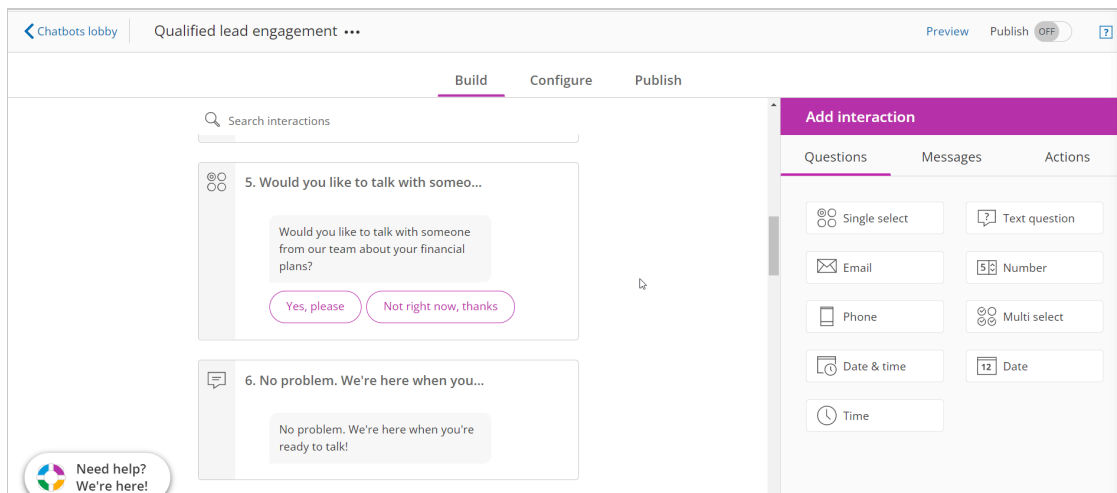 Chatbots lobby
Qualified lead engagement •••
Preview
Publish OFF
?
Build
Configure
Publish
Search interactions
5. Would you like to talk with someo...
Would you like to talk with someone
from our team about your financial
plans?
Yes, please
Not right now, thanks
6. No problem. We're here when you...
No problem. We're here when you're
ready to talk!
Need help?
We're here!
Add interaction
Questions
Messages
Actions
Single select
? Text question
Email
5 Number
Phone
Multi select
Date & time
12 Date
Time